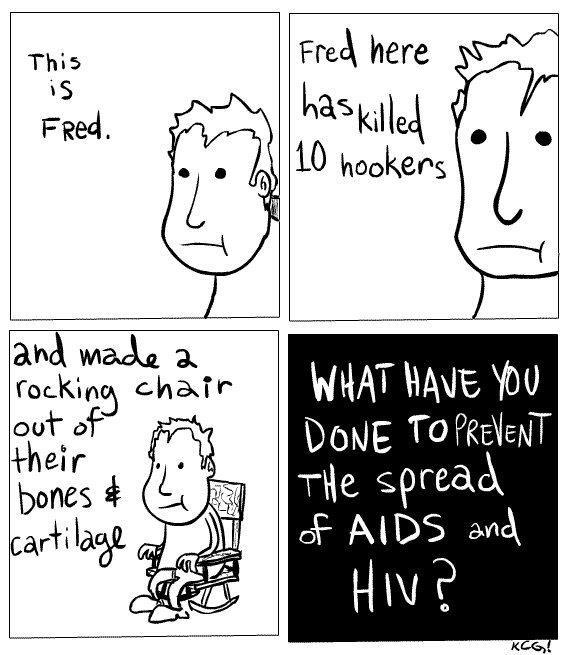 This
is
FRed.
Fred here
has killed
10 hookers
and made a
rocking chair
out of
their
bones &
cartilage
WHAT HAVE YOU
DONE TO PREVENT
THe spread
of AIDS and
HIV?
KCG!